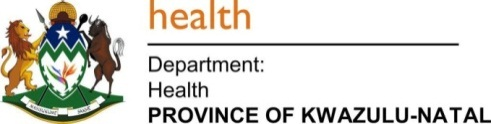 health
Department:
Health
PROVINCE OF KWAZULU-NATAL